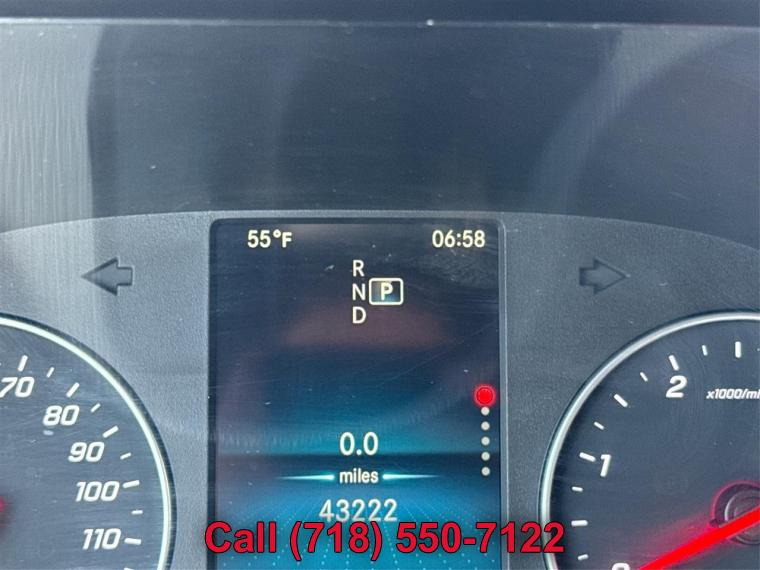 55°F 06:58
R
N P
D
70
80
90
100
110
2
x1000/mi
1
0.0
miles
43222
Call (718) 550-7122